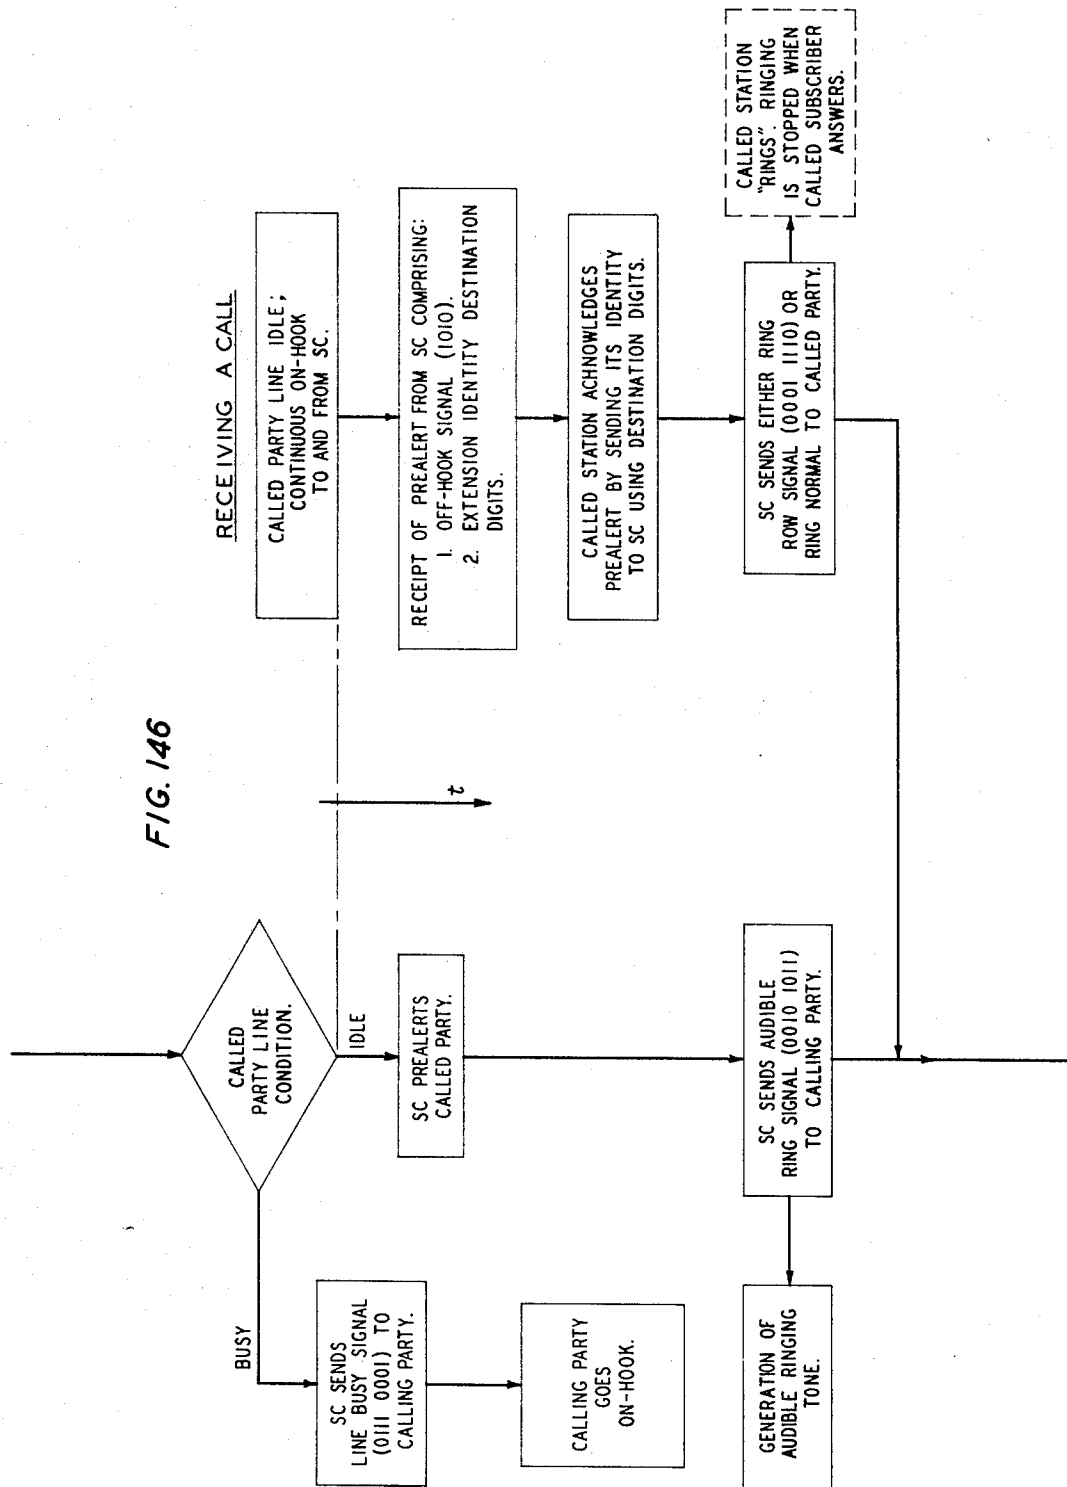 FIG. 146
RECEIVING A CALL
CALLED
PARTY LINE
CONDITION.
BUSY
IDLE
SC SENDS
LINE BUSY SIGNAL
(0111 0001) TO
CALLING PARTY.
CALLING PARTY
GOES
ON-HOOK.
SC PREALERTS
CALLED PARTY.
t
CALLED PARTY LINE IDLE;
CONTINUOUS ON-HOOK
TO AND FROM SC.
RECEIPT OF PREALERT FROM SC COMPRISING:
1. OFF-HOOK SIGNAL (1010).
2. EXTENSION IDENTITY DESTINATION
DIGITS.
CALLED STATION ACHNOWLEDGES
PREALERT BY SENDING ITS IDENTITY
TO SC USING DESTINATION DIGITS.
GENERATION OF
AUDIBLE RINGING
TONE.
SC SENDS AUDIBLE
RING SIGNAL (0010 1011)
TO CALLING PARTY.
SC SENDS EITHER RING
ROW SIGNAL (0001 1110) OR
RING NORMAL TO CALLED PARTY.
CALLED STATION
"RINGS". RINGING
IS STOPPED WHEN
CALLED SUBSCRIBER
ANSWERS.